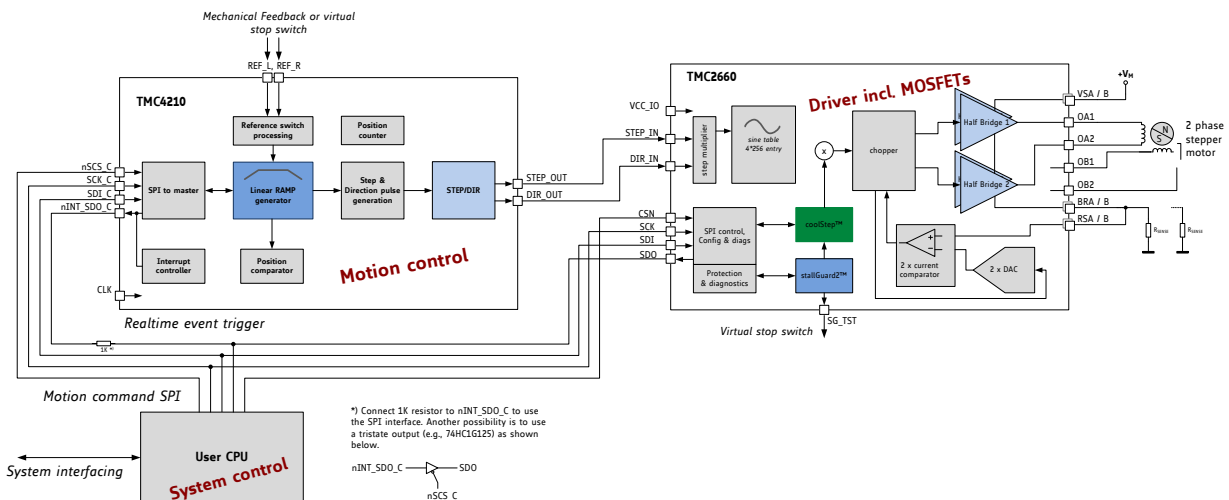 Mechanical Feedback or virtual
stop switch
REF_L, REF_R
TMC4210
Reference switch
processing
Position
counter
nSCS_C
SCK_C
SDI_C
nINT_SDO_C
SPI to master
Linear RAMP
generator
Step &
Direction pulse
generation
STEP/DIR
STEP_OUT
DIR_OUT
Interrupt
controller
Position
comparator
Motion control
CLK
Realtime event trigger
1K *)
Motion command SPI
User CPU
System control
System interfacing
*) Connect 1K resistor to nINT_SDO_C to use
the SPI interface. Another possibility is to use
a tristate output (e.g., 74HC1G125) as shown
below.
nINT_SDO_C
SDO
nSCS_C
TMC2660
Driver incl. MOSFETs
VCC_IO
STEP_IN
DIR_IN
step multiplier
sine table
4*256 entry
x
chopper
Half Bridge 1
Half Bridge 2
+VM
VSA / B
OA1
OA2
OB1
OB2
BRA / B
RSA / B
N
S
2 phase
stepper
motor
RSENSE
RSENSE
CSN
SCK
SDI
SDO
SPI control,
Config & diags
Protection
& diagnostics
coolStep™
stallGuard2™
2 x current
comparator
2 x DAC
SG_TST
Virtual stop switch